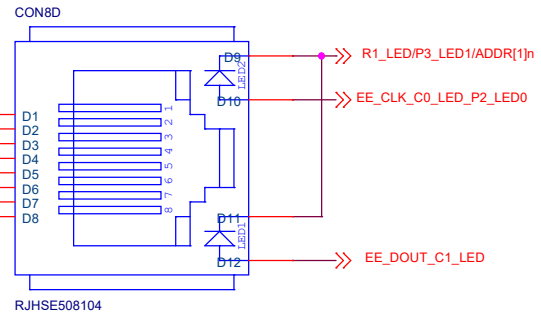 CON8D
D9
R1_LED/P3_LED1/ADDR[1]n
LED2
D10
EE_CLK_C0_LED_P2_LED0
D1
D2
D3
D4
D5
D6
D7
D8
1
2
3
4
5
6
7
8
D11
LED1
D12
EE_DOUT_C1_LED
RJHSE508104